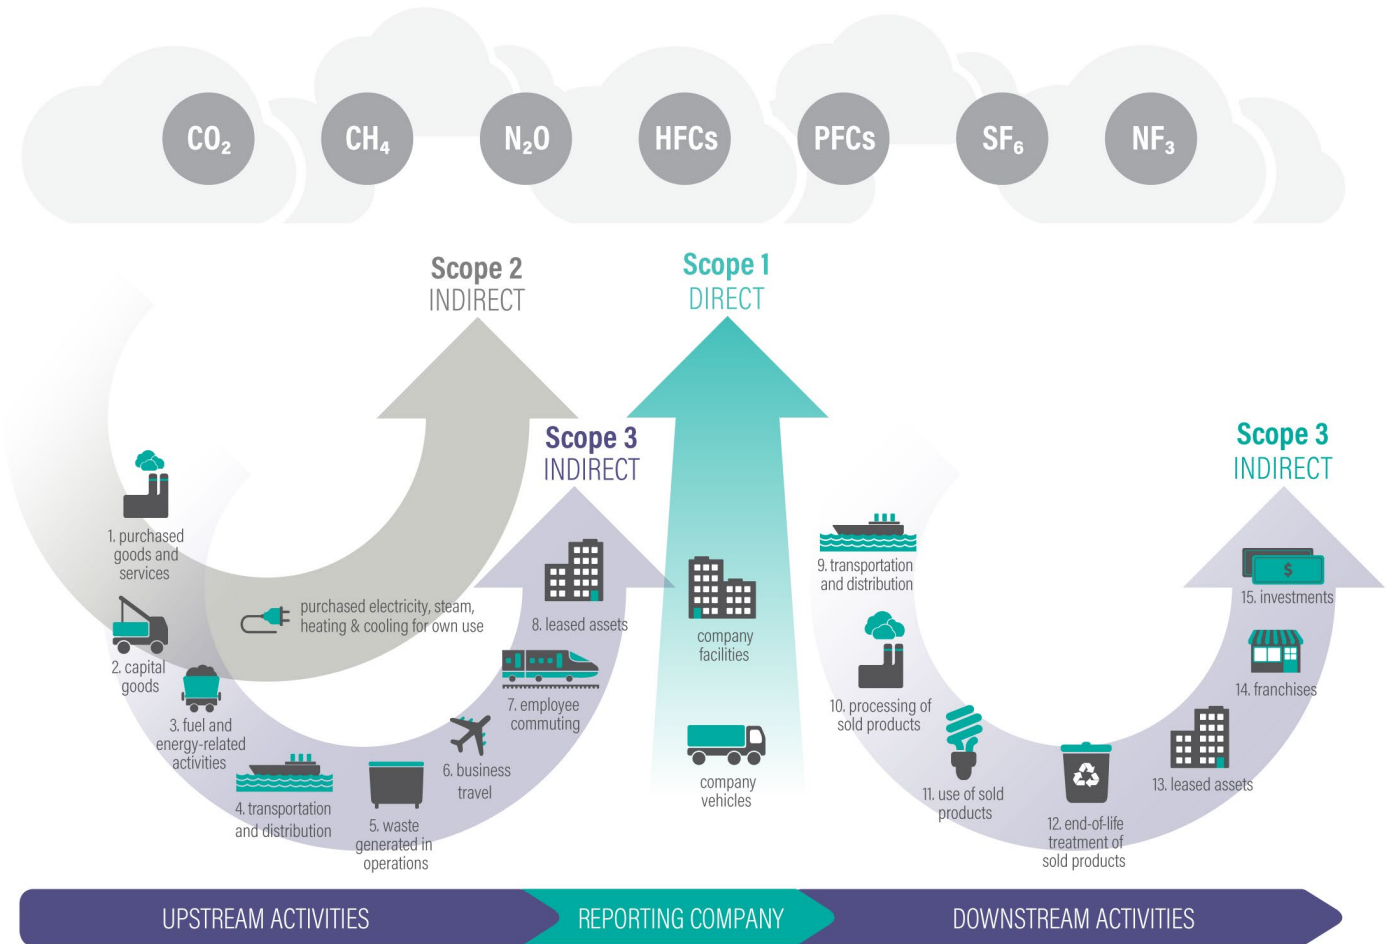 CO₂
CH₄
N₂O
HFCs
PFCs
SF₆
NF₃
Scope 2
INDIRECT
Scope 1
DIRECT
Scope 3
INDIRECT
Scope 3
INDIRECT
1. purchased
goods and
services
2. capital
goods
3. fuel and
energy-related
activities
4. transportation
and distribution
5. waste
generated in
operations
6. business
travel
7. employee
commuting
8. leased assets
purchased electricity, steam,
heating & cooling for own use
company
facilities
company
vehicles
9. transportation
and distribution
10. processing of
sold products
11. use of sold
products
12. end-of-life
treatment of
sold products
13. leased assets
14. franchises
$
15. investments
UPSTREAM ACTIVITIES
REPORTING COMPANY
DOWNSTREAM ACTIVITIES